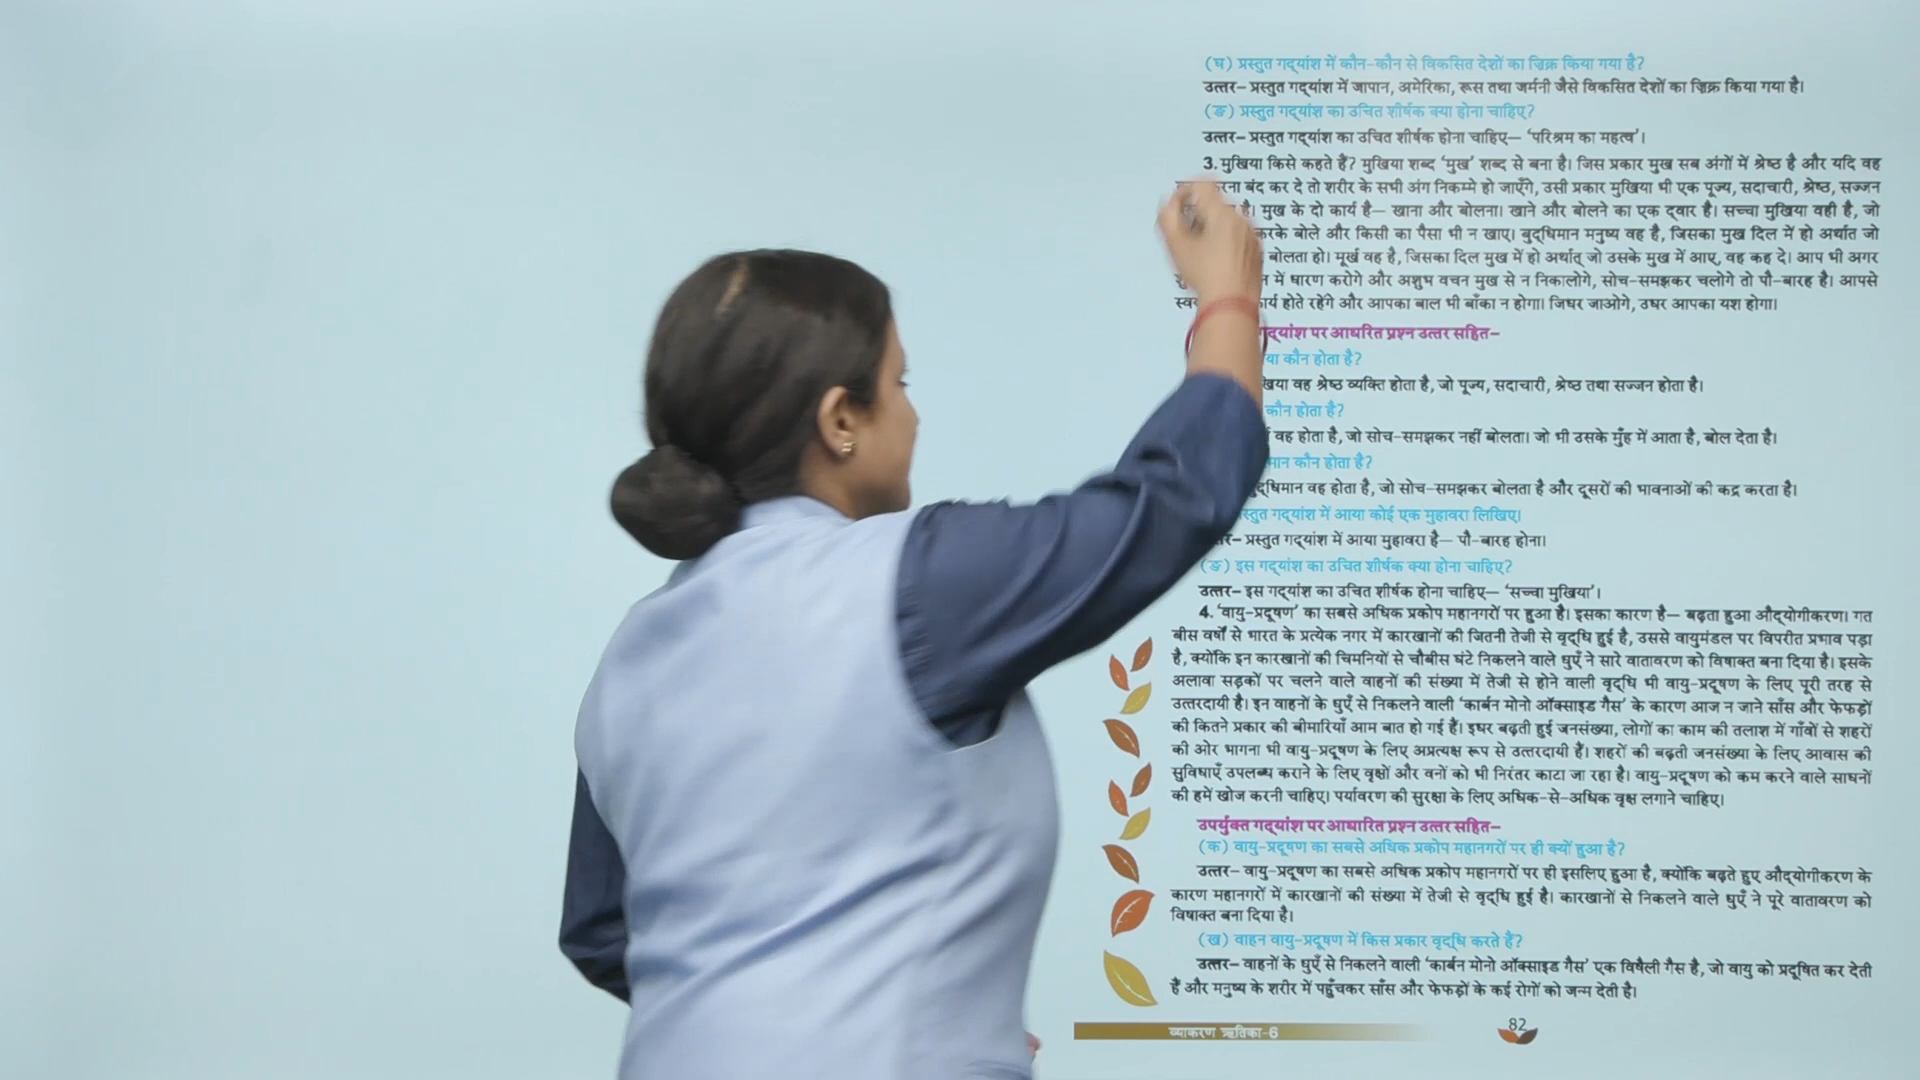 (घ) प्रस्तुत गद्यांश में कौन-कौन से विकसित देशों का ज़िक्र किया गया है?
उत्तर– प्रस्तुत गद्यांश में जापान, अमेरिका, रूस तथा जर्मनी जैसे विकसित देशों का ज़िक्र किया गया है।
(ङ) प्रस्तुत गद्यांश का उचित शीर्षक क्या होना चाहिए?
उत्तर– प्रस्तुत गद्यांश का उचित शीर्षक होना चाहिए— 'परिश्रम का महत्व'।
3. मुखिया किसे कहते हैं? मुखिया शब्द 'मुख' शब्द से बना है। जिस प्रकार मुख सब अंगों में श्रेष्ठ है और यदि वह
बंद कर दे तो शरीर के सभी अंग निकम्मे हो जाएँगे, उसी प्रकार मुखिया भी एक पूज्य, सदाचारी, श्रेष्ठ, सज्जन
है। मुख के दो कार्य है— खाना और बोलना। खाने और बोलने का एक द्वार है। सच्चा मुखिया वही है, जो
करके बोले और किसी का पैसा भी न खाए। बुद्धिमान मनुष्य वह है, जिसका मुख दिल में हो अर्थात जो
बोलता हो। मूर्ख वह है, जिसका दिल मुख में हो अर्थात् जो उसके मुख में आए, वह कह दे। आप भी अगर
में धारण करोगे और अशुभ वचन मुख से न निकालोगे, सोच-समझकर चलोगे तो पौ-बारह है। आपसे
होते रहेंगे और आपका बाल भी बाँका न होगा। जिधर जाओगे, उधर आपका यश होगा।
गद्यांश पर आधरित प्रश्न उत्तर सहित–
कौन होता है?
वह श्रेष्ठ व्यक्ति होता है, जो पूज्य, सदाचारी, श्रेष्ठ तथा सज्जन होता है।
कौन होता है?
वह होता है, जो सोच-समझकर नहीं बोलता। जो भी उसके मुँह में आता है, बोल देता है।
कौन होता है?
वह होता है, जो सोच-समझकर बोलता है और दूसरों की भावनाओं की कद्र करता है।
गद्यांश में आया कोई एक मुहावरा लिखिए।
प्रस्तुत गद्यांश में आया मुहावरा है— पौ-बारह होना।
(ङ) इस गद्यांश का उचित शीर्षक क्या होना चाहिए?
उत्तर– इस गद्यांश का उचित शीर्षक होना चाहिए— 'सच्चा मुखिया'।
4. 'वायु-प्रदूषण' का सबसे अधिक प्रकोप महानगरों पर हुआ है। इसका कारण है— बढ़ता हुआ औद्योगीकरण। गत
बीस वर्षों से भारत के प्रत्येक नगर में कारखानों की जितनी तेजी से वृद्धि हुई है, उससे वायुमंडल पर विपरीत प्रभाव पड़ा
है, क्योंकि इन कारखानों की चिमनियों से चौबीस घंटे निकलने वाले धुएँ ने सारे वातावरण को विषाक्त बना दिया है। इसके
अलावा सड़कों पर चलने वाले वाहनों की संख्या में तेजी से होने वाली वृद्धि भी वायु-प्रदूषण के लिए पूरी तरह से
उत्तरदायी है। इन वाहनों के धुएँ से निकलने वाली 'कार्बन मोनो ऑक्साइड गैस' के कारण आज न जाने साँस और फेफड़ों
की कितने प्रकार की बीमारियाँ आम बात हो गई हैं। इधर बढ़ती हुई जनसंख्या, लोगों का काम की तलाश में गाँवों से शहरों
की ओर भागना भी वायु-प्रदूषण के लिए अप्रत्यक्ष रूप से उत्तरदायी हैं। शहरों की बढ़ती जनसंख्या के लिए आवास की
सुविधाएँ उपलब्ध कराने के लिए वृक्षों और वनों को भी निरंतर काटा जा रहा है। वायु-प्रदूषण को कम करने वाले साधनों
की हमें खोज करनी चाहिए। पर्यावरण की सुरक्षा के लिए अधिक-से-अधिक वृक्ष लगाने चाहिए।
उपर्युक्त गद्यांश पर आधारित प्रश्न उत्तर सहित–
(क) वायु-प्रदूषण का सबसे अधिक प्रकोप महानगरों पर ही क्यों हुआ है?
उत्तर– वायु-प्रदूषण का सबसे अधिक प्रकोप महानगरों पर ही इसलिए हुआ है, क्योंकि बढ़ते हुए औद्योगीकरण के
कारण महानगरों में कारखानों की संख्या में तेजी से वृद्धि हुई है। कारखानों से निकलने वाले धुएँ ने पूरे वातावरण को
विषाक्त बना दिया है।
(ख) वाहन वायु-प्रदूषण में किस प्रकार वृद्धि करते हैं?
उत्तर– वाहनों के धुएँ से निकलने वाली 'कार्बन मोनो ऑक्साइड गैस' एक विषैली गैस है, जो वायु को प्रदूषित कर देती
है और मनुष्य के शरीर में पहुँचकर साँस और फेफड़ों के कई रोगों को जन्म देती है।
व्याकरण ऋतिका-6
82